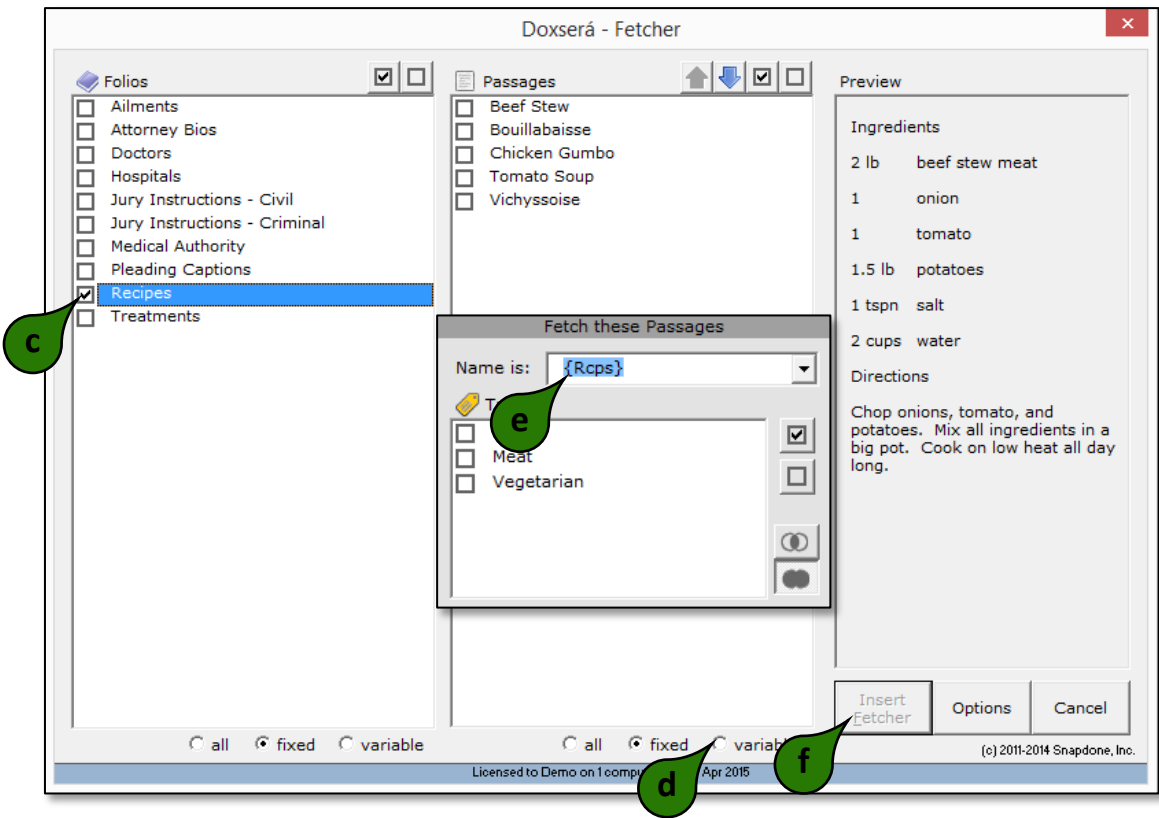 Doxserá - Fetcher
Folios
Ailments
Attorney Bios
Doctors
Hospitals
Jury Instructions - Civil
Jury Instructions - Criminal
Medical Authority
Pleading Captions
Recipes
Treatments
all fixed variable
c
Passages
Beef Stew
Bouillabaisse
Chicken Gumbo
Tomato Soup
Vichyssoise
Fetch these Passages
Name is: {Rcps}
e
Meat
Vegetarian
all fixed
d
Preview
Ingredients
2 lb beef stew meat
1 onion
1 tomato
1.5 lb potatoes
1 tspn salt
2 cups water
Directions
Chop onions, tomato, and
potatoes. Mix all ingredients in a
big pot. Cook on low heat all day
long.
Insert
Fetcher
Options
Cancel
f
(c) 2011-2014 Snapdone, Inc.
Licensed to Demo on 1 Apr 2015